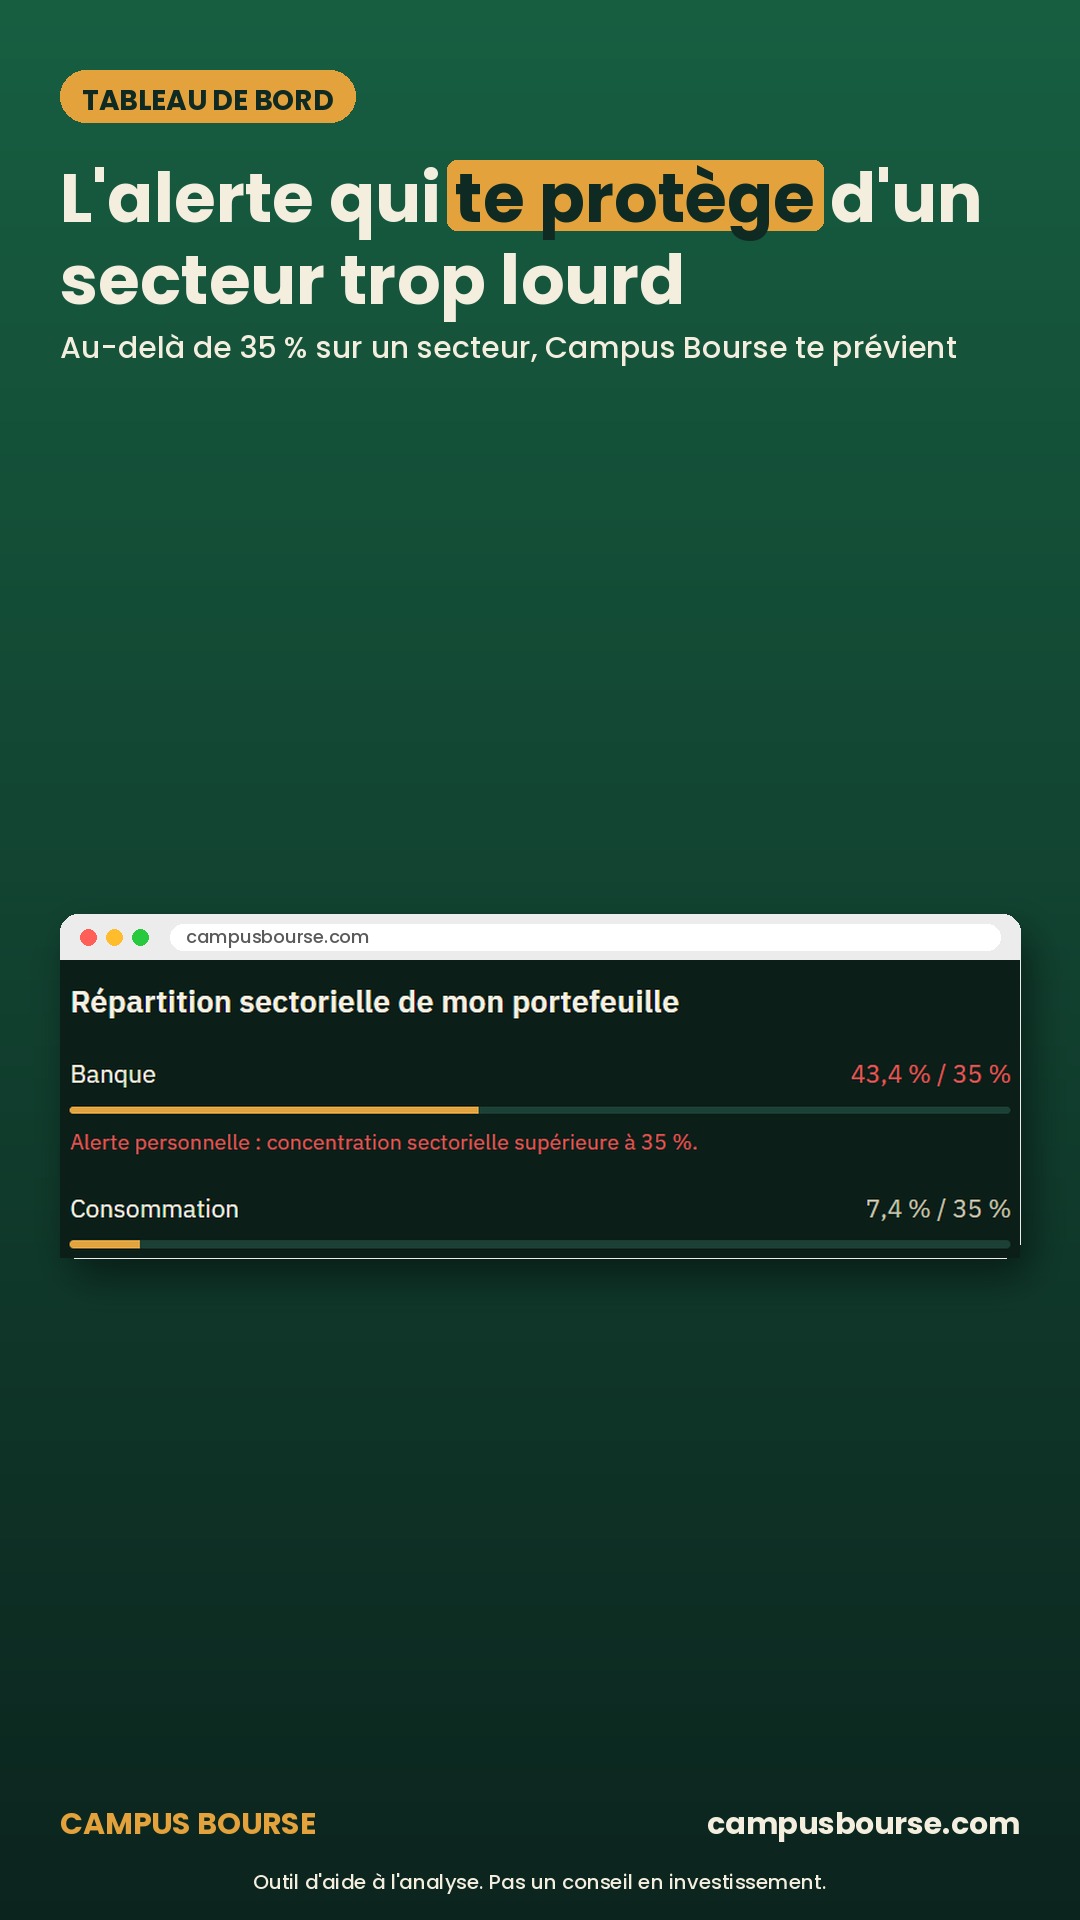 TABLEAU DE BORD
L'alerte qui te protège d'un
secteur trop lourd
Au-delà de 35 % sur un secteur, Campus Bourse te prévient
campusbourse.com
Répartition sectorielle de mon portefeuille
Banque 43,4 % / 35 %
Alerte personnelle : concentration sectorielle supérieure à 35 %.
Consommation 7,4 % / 35 %
CAMPUS BOURSE campusbourse.com
Outil d'aide à l'analyse. Pas un conseil en investissement.